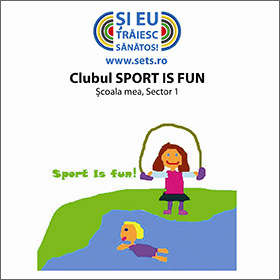 ȘI EU
TRĂIESC
SĂNĂTOS!
www.sets.ro
Clubul SPORT IS FUN
Școala mea, Sector 1
Sport is fun!